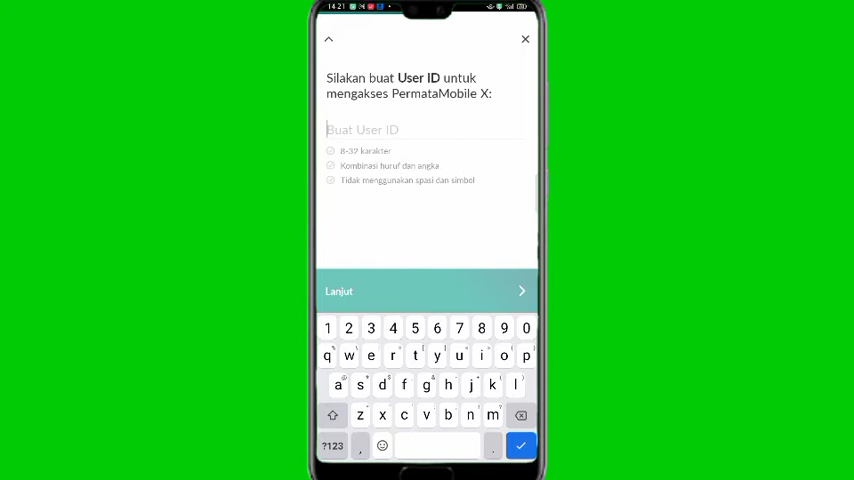 14.21
Silakan buat User ID untuk
mengakses PermataMobile X:
Buat User ID
8-32 karakter
Kombinasi huruf dan angka
Tidak menggunakan spasi dan simbol
Lanjut
1 2 3 4 5 6 7 8 9 0
q w e r t y u i o p
a s d f g h j k l
z x c v b n m
?123 , .